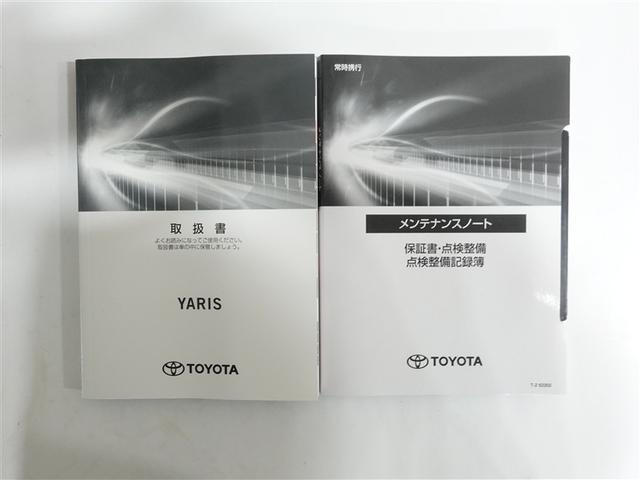 取扱書
よくお読みになってご使用ください。
取扱書は車の中に保管しましょう。
YARIS
TOYOTA
常時携行
メンテナンスノート
保証書・点検整備
点検整備記録簿
TOYOTA